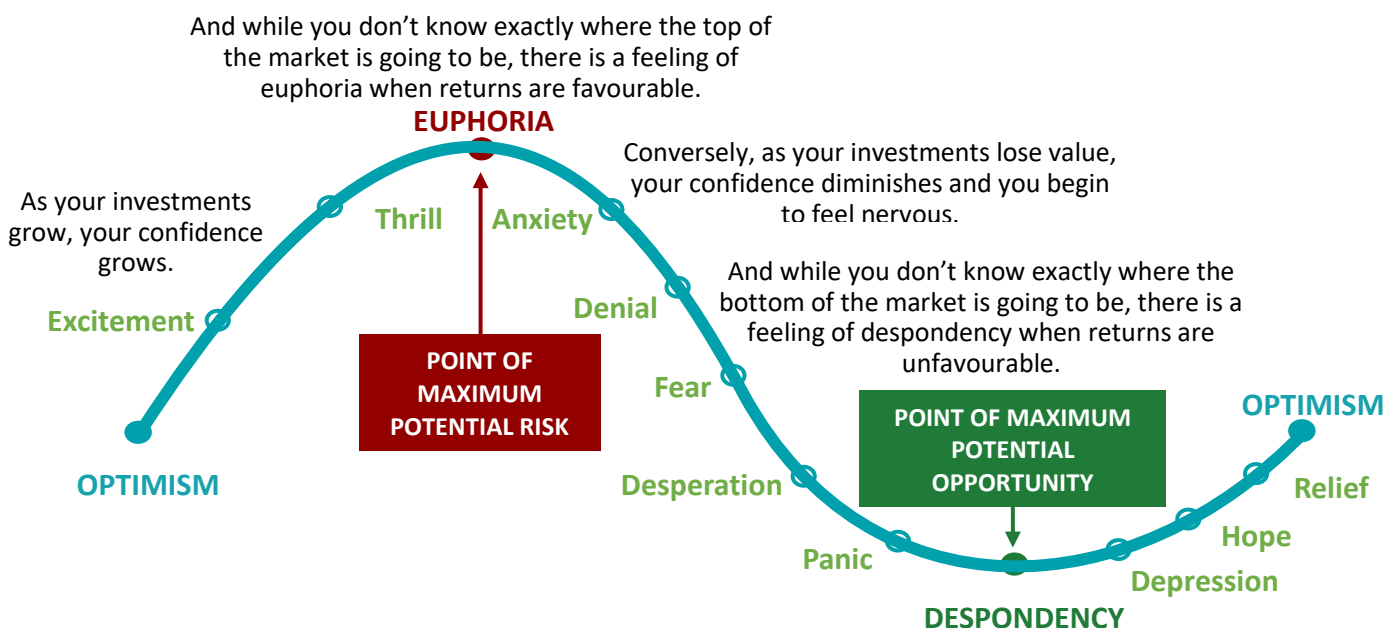 And while you don’t know exactly where the top of
the market is going to be, there is a feeling of
euphoria when returns are favourable.
EUPHORIA
Conversely, as your investments lose value,
your confidence diminishes and you begin
to feel nervous.
As your investments
grow, your confidence
grows.
Thrill
Anxiety
And while you don’t know exactly where the
bottom of the market is going to be, there is a
feeling of despondency when returns are
unfavourable.
Excitement
Denial
POINT OF
MAXIMUM
POTENTIAL RISK
Fear
POINT OF MAXIMUM
POTENTIAL
OPPORTUNITY
OPTIMISM
OPTIMISM
Desperation
Relief
Panic
Hope
Depression
DESPONDENCY